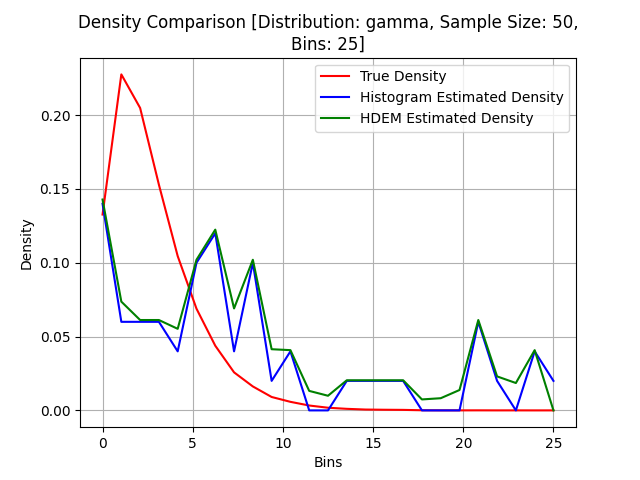 Density Comparison [Distribution: gamma, Sample Size: 50,
Bins: 25]
True Density
Histogram Estimated Density
HDEM Estimated Density
Density
0.20
0.15
0.10
0.05
0.00
0
5
10
15
20
25
Bins